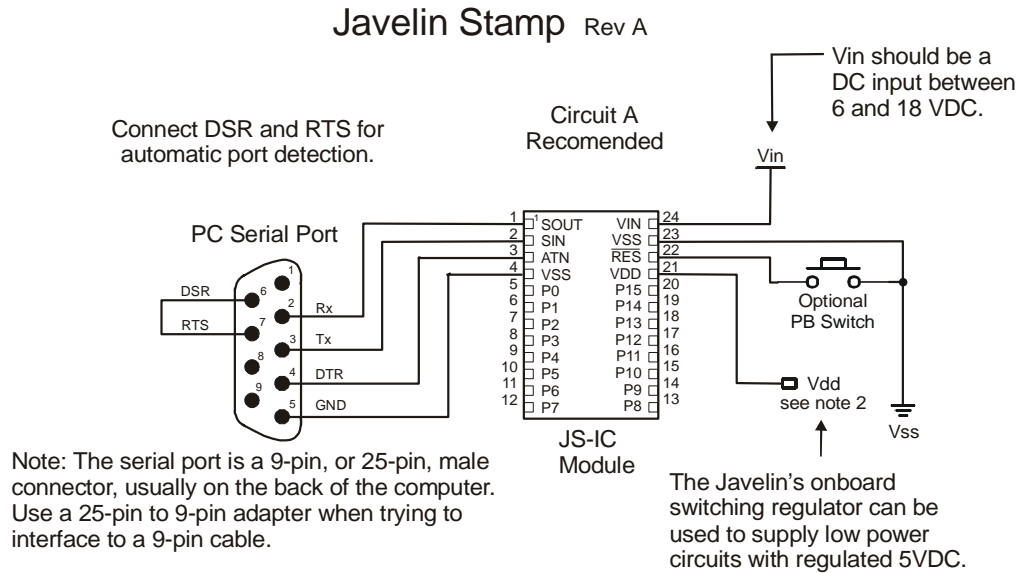 Javelin Stamp Rev A
Vin should be a
DC input between
6 and 18 VDC.
Connect DSR and RTS for
automatic port detection.
Circuit A
Recomended
Vin
PC Serial Port
DSR
RTS
1
6
2
7
3
8
4
9
5
Rx
Tx
DTR
GND
1 1 SOUT VIN 24
2 SIN VSS 23
3 ATN RES 22
4 VSS VDD 21
5 P0 P15 20
6 P1 P14 19
7 P2 P13 18
8 P3 P12 17
9 P4 P11 16
10 P5 P10 15
11 P6 P9 14
12 P7 P8 13
JS-IC
Module
Optional
PB Switch
Vdd
see note 2
Vss
Note: The serial port is a 9-pin, or 25-pin, male
connector, usually on the back of the computer.
Use a 25-pin to 9-pin adapter when trying to
interface to a 9-pin cable.
The Javelin's onboard
switching regulator can be
used to supply low power
circuits with regulated 5VDC.